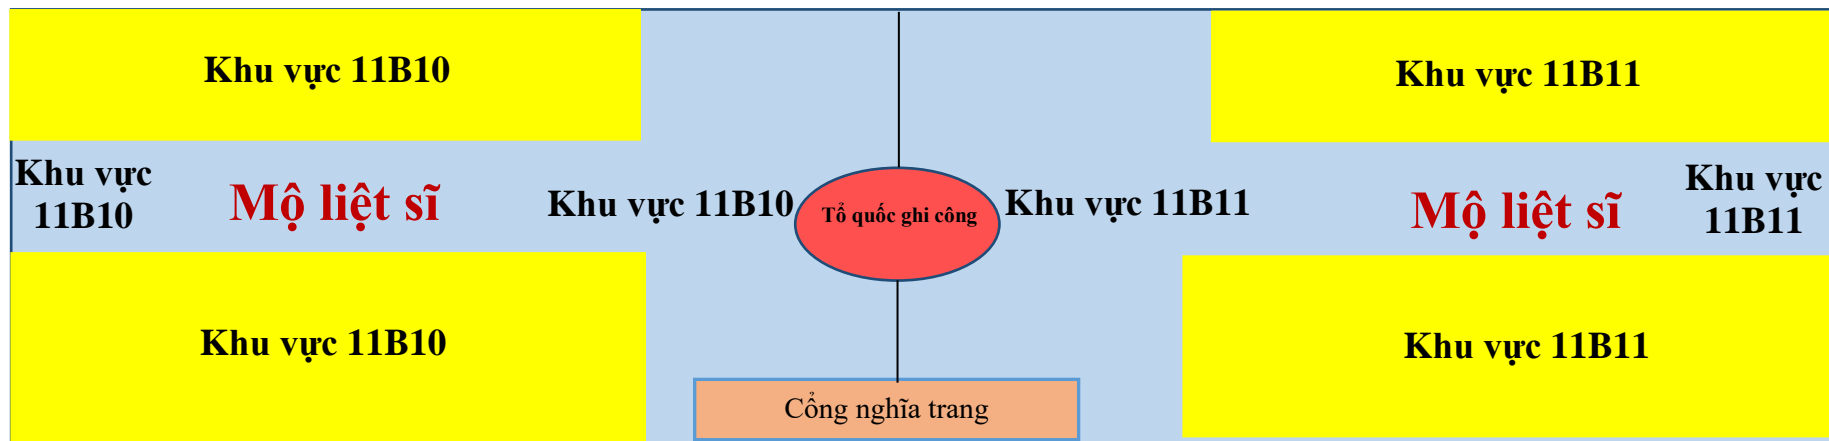 Khu vực 11B10
Khu vực 11B11
Khu vực
11B10
Mộ liệt sĩ
Khu vực 11B10
Tổ quốc ghi công
Khu vực 11B11
Mộ liệt sĩ
Khu vực
11B11
Khu vực 11B10
Khu vực 11B11
Cổng nghĩa trang